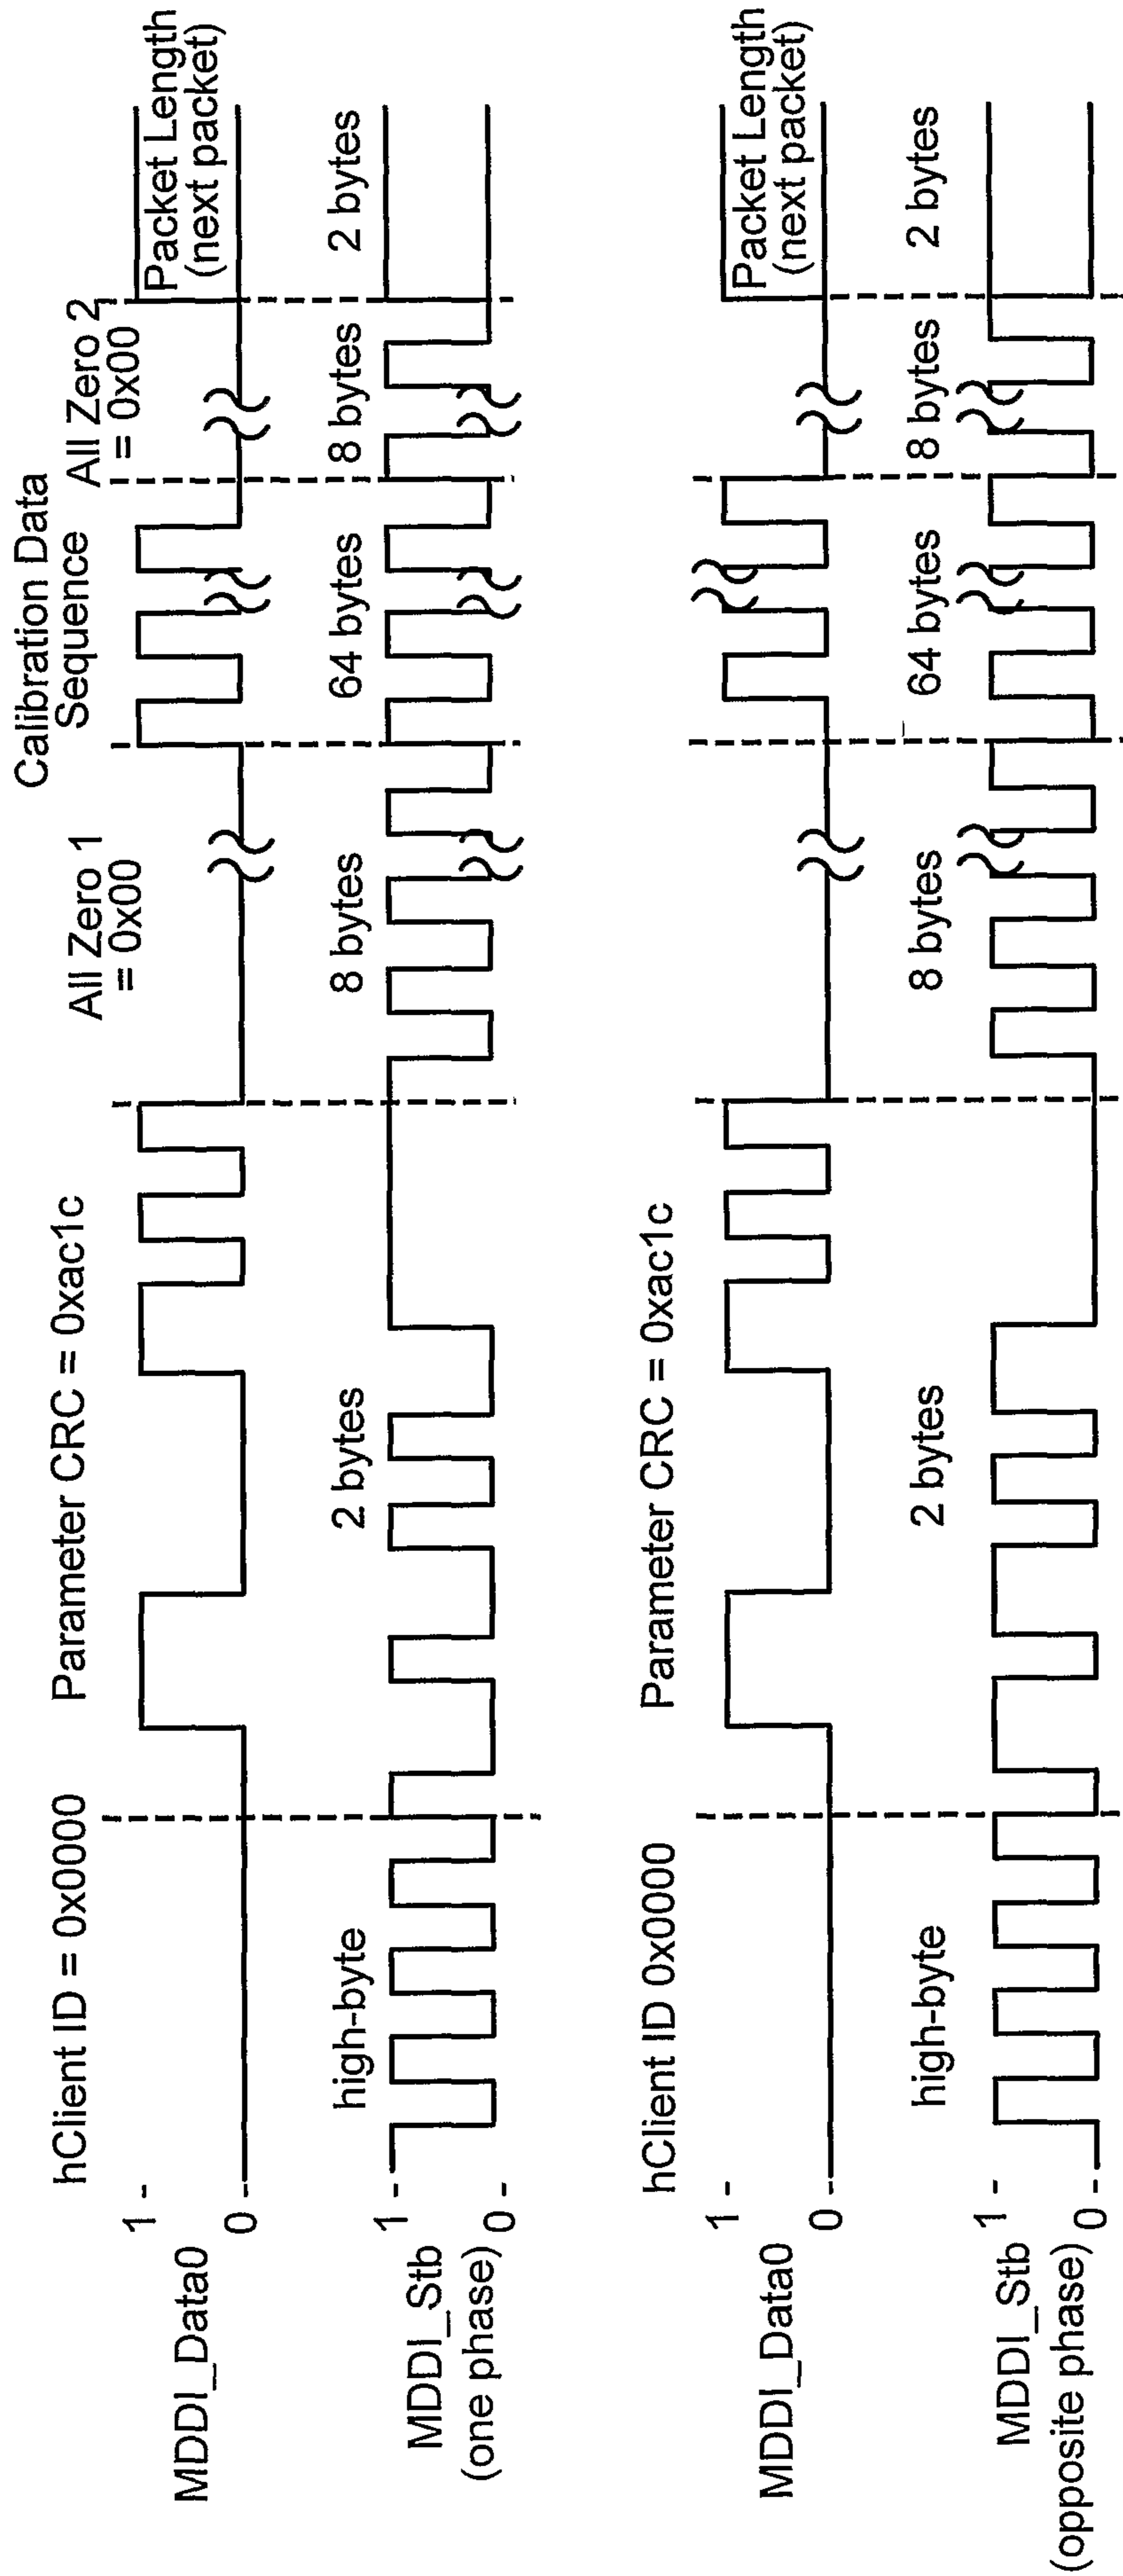 hClient ID = 0x0000
Parameter CRC = 0xac1c
All Zero 1
= 0x00
Calibration Data
Sequence
All Zero 2
= 0x00
1
MDDI_Data0
0
Packet Length
(next packet)
1
MDDI_Stb
(one phase)
0
high-byte
2 bytes
8 bytes
64 bytes
8 bytes
2 bytes
hClient ID 0x0000
Parameter CRC = 0xac1c
1
MDDI_Data0
0
Packet Length
(next packet)
1
MDDI_Stb
(opposite phase)
0
high-byte
2 bytes
8 bytes
64 bytes
8 bytes
2 bytes